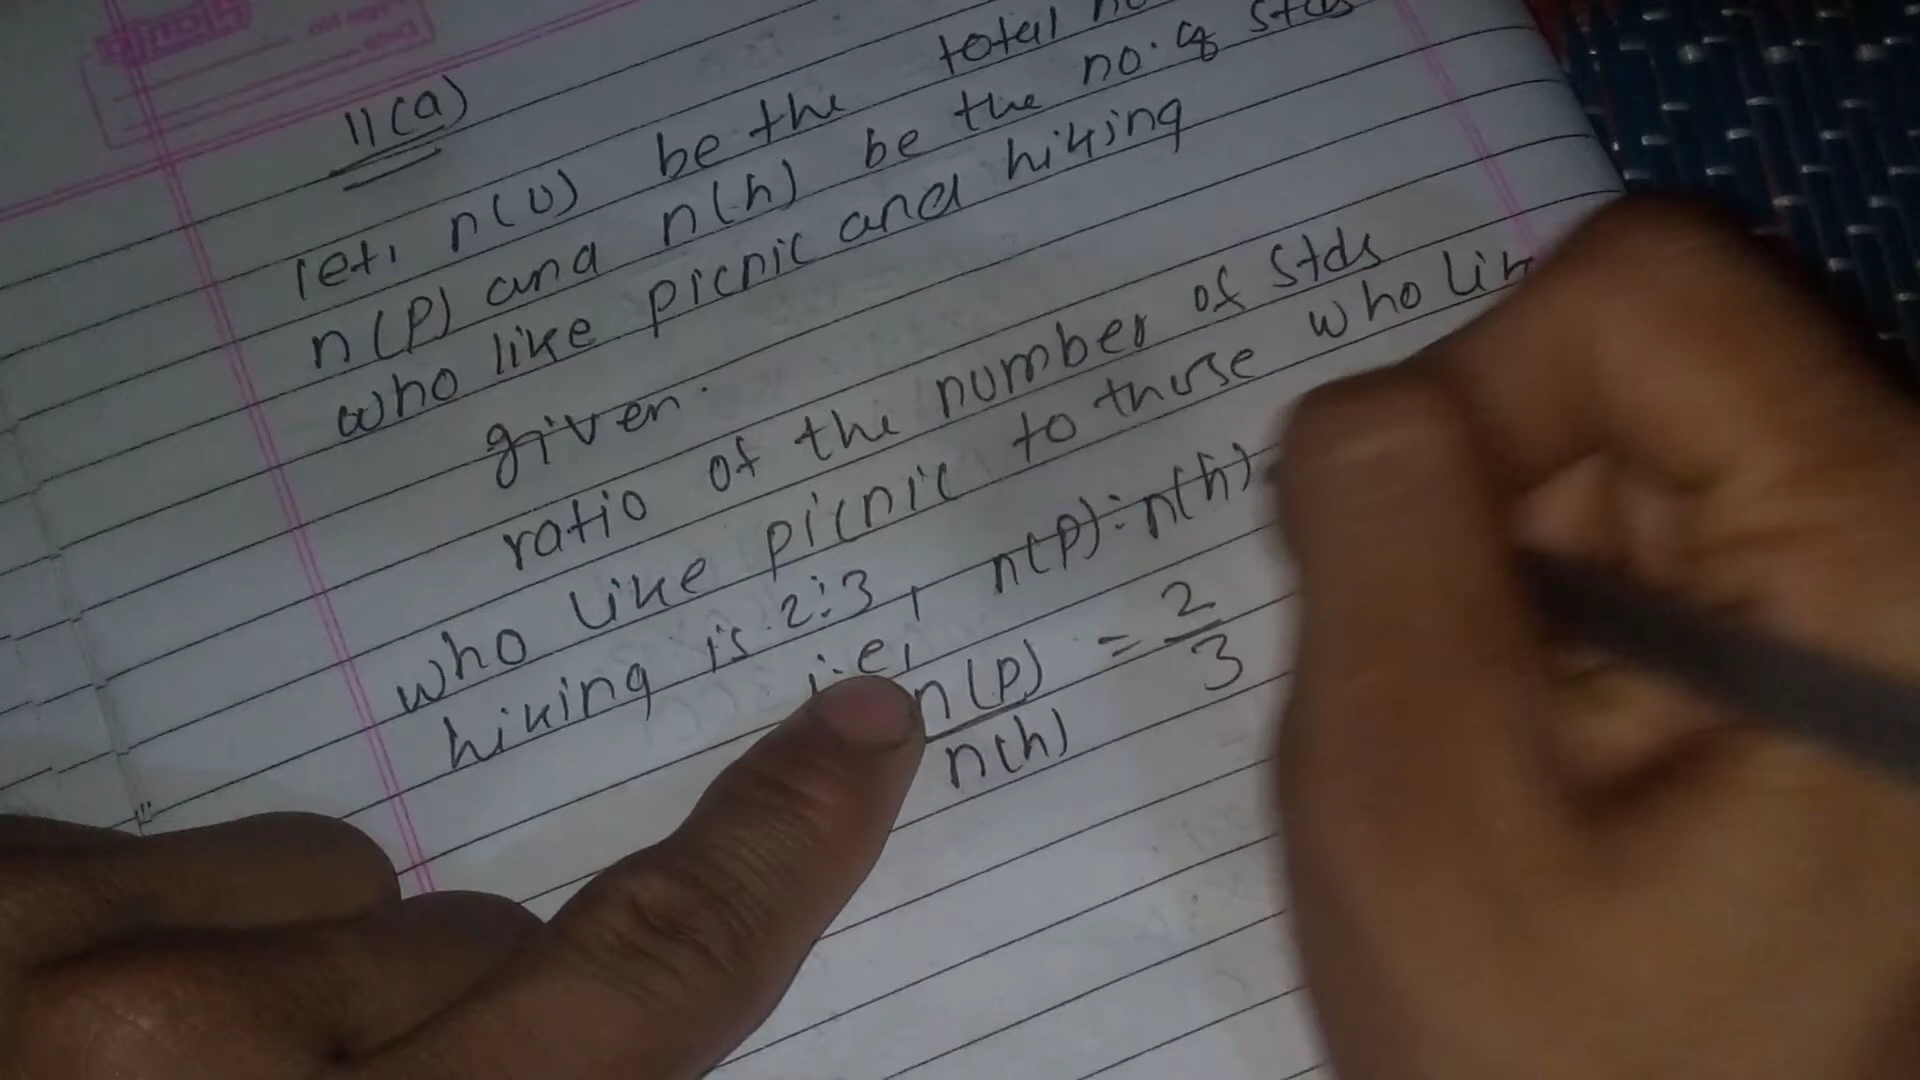 11(a)
let, n(U) be the total
n(P) and n(h) be the no. of stds
who like picnic and hiking
given.
ratio of the number of stds
who like picnic to thuse who
hiking is 2:3, n(p):n(h)
i.e, n(p)/n(h) = 2/3